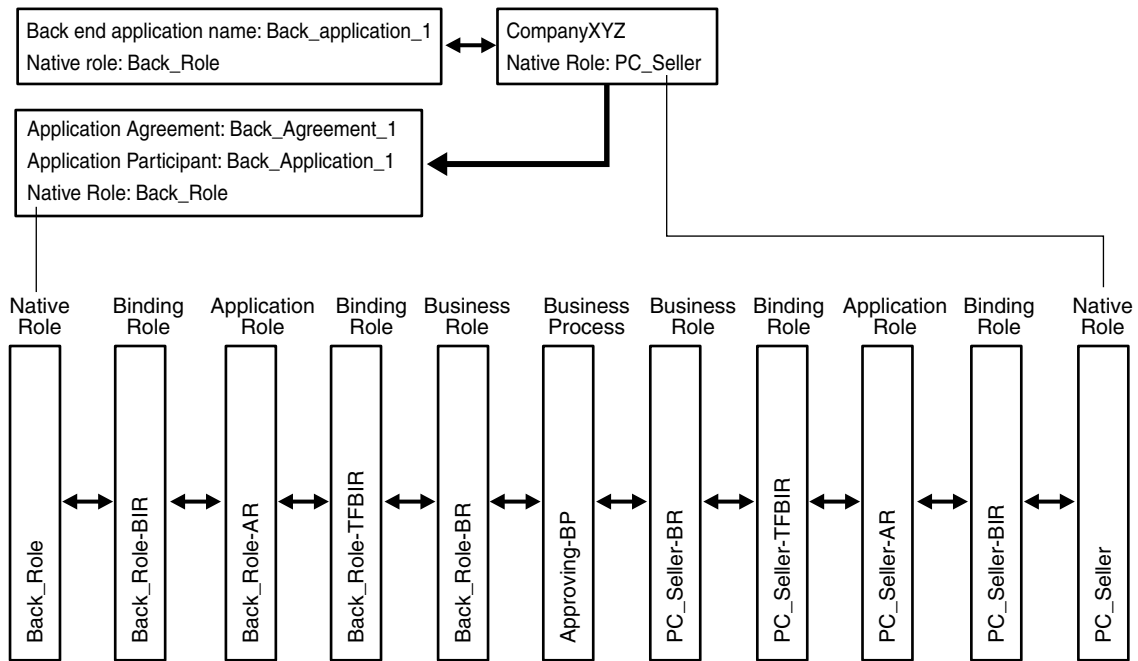 Back end application name: Back_application_1
Native role: Back_Role
CompanyXYZ
Native Role: PC_Seller
Application Agreement: Back_Agreement_1
Application Participant: Back_Application_1
Native Role: Back_Role
Native
Role
Binding
Role
Application
Role
Binding
Role
Business
Role
Business
Process
Business
Role
Binding
Role
Application
Role
Binding
Role
Native
Role
Back_Role
Back_Role-BIR
Back_Role-AR
Back_Role-TFBIR
Back_Role-BR
Approving-BP
PC_Seller-BR
PC_Seller-TFBIR
PC_Seller-AR
PC_Seller-BIR
PC_Seller